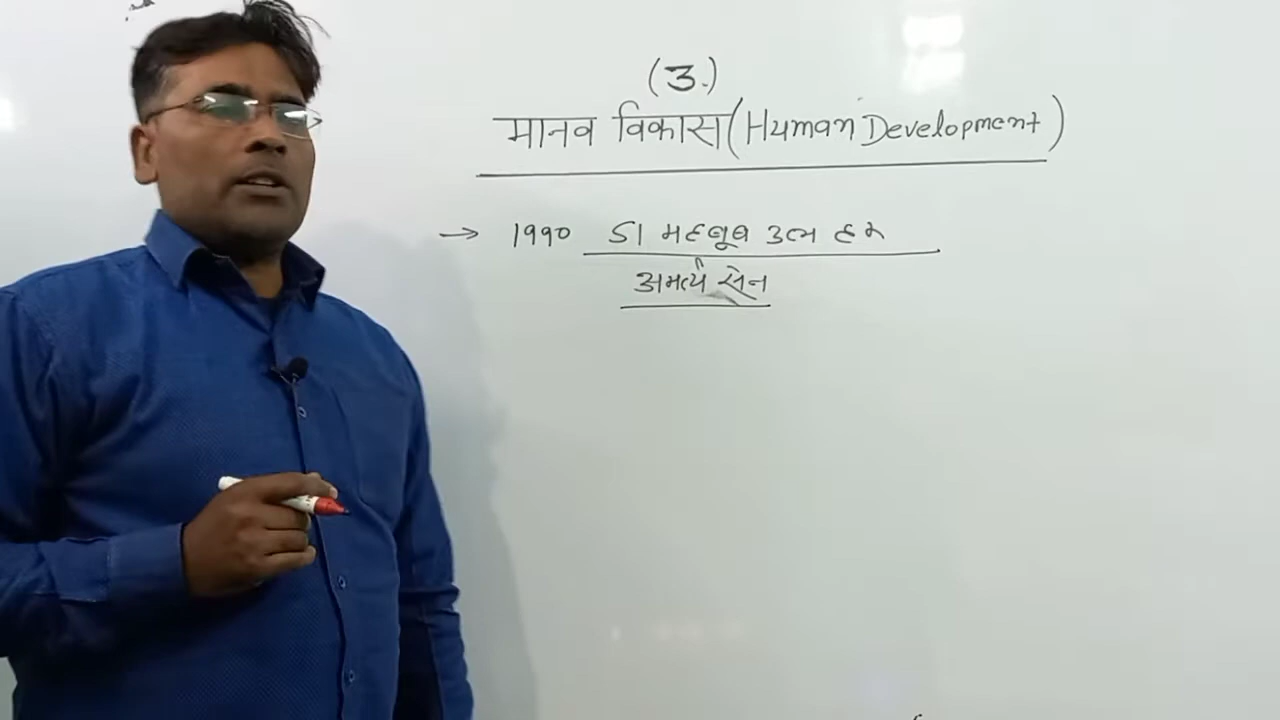 (3.)
मानव विकास (Human Development)
→ 1990 डा महबूब उल हक
अमर्त्य सेन